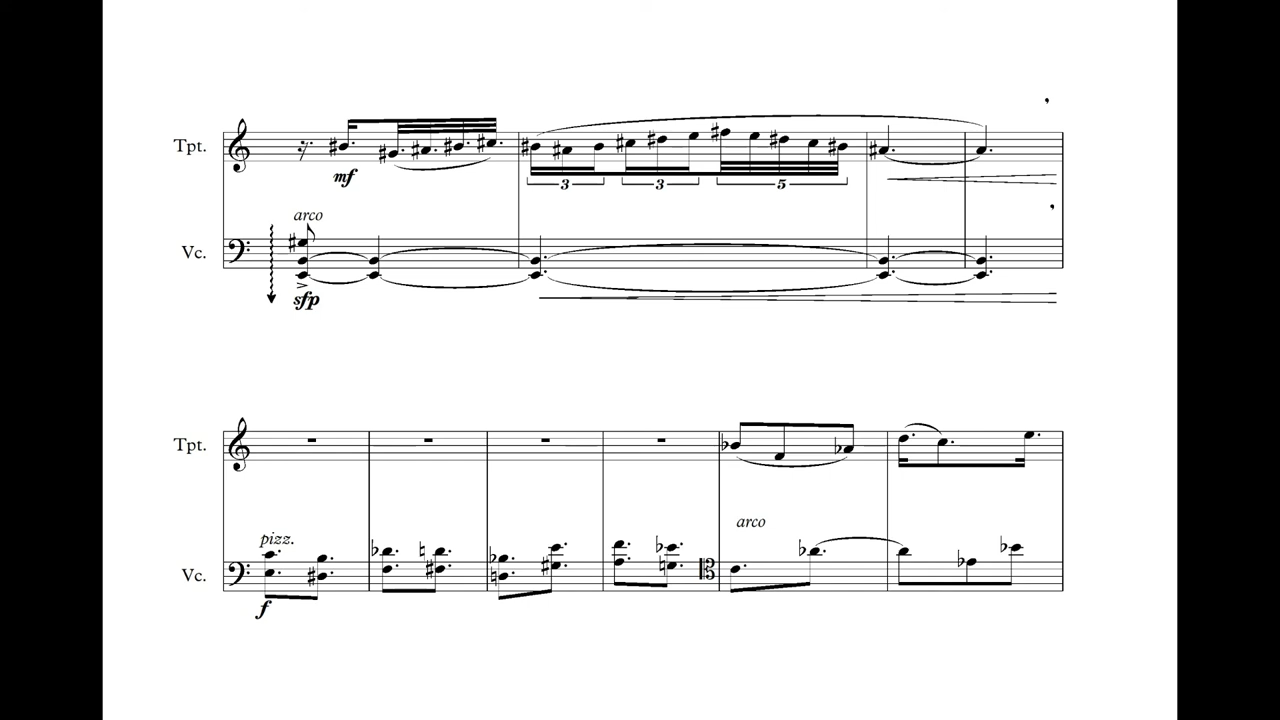 Tpt.
mf
3 3 5
arco
Vc.
sfp
Tpt.
arco
pizz.
Vc.
f